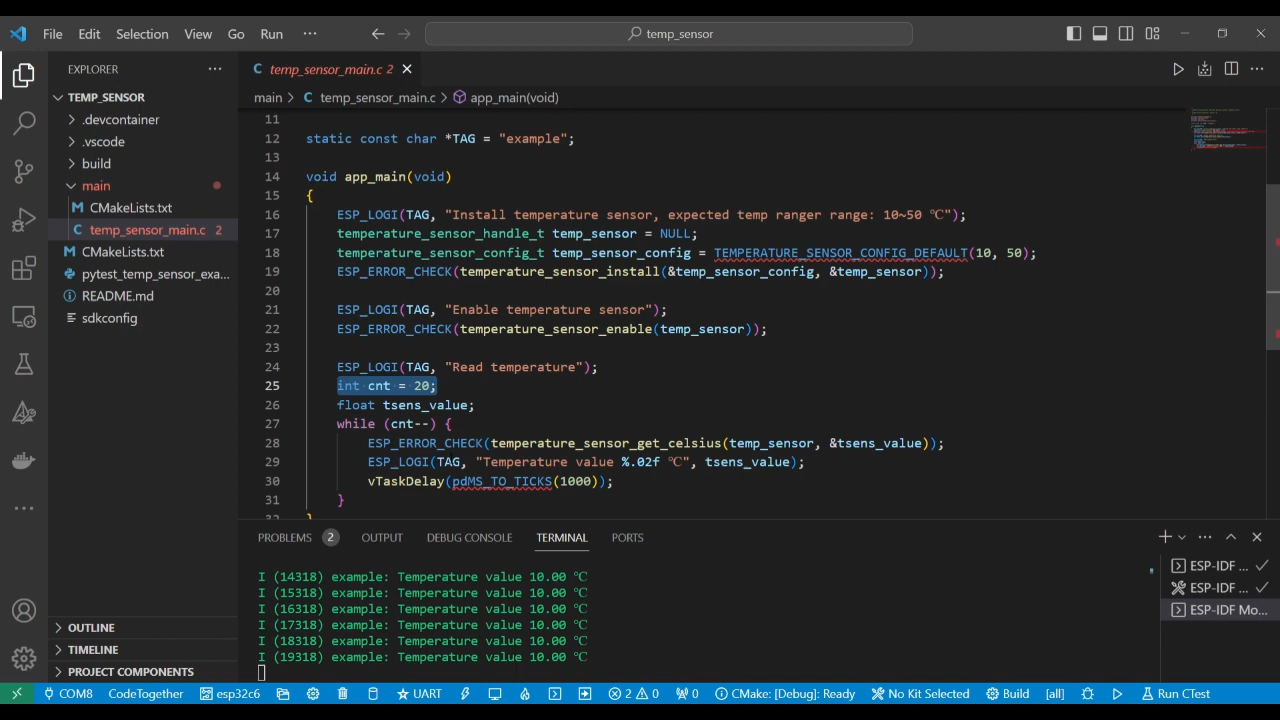 File Edit Selection View Go Run ··· temp_sensor
EXPLORER ···
TEMP_SENSOR
.devcontainer
.vscode
build
main
M CMakeLists.txt
C temp_sensor_main.c 2
M CMakeLists.txt
pytest_temp_sensor_exa...
README.md
sdkconfig
OUTLINE
TIMELINE
PROJECT COMPONENTS
C temp_sensor_main.c 2
main > C temp_sensor_main.c > app_main(void)
11
12 static const char *TAG = "example";
13
14 void app_main(void)
15 {
16 ESP_LOGI(TAG, "Install temperature sensor, expected temp ranger range: 10~50 ℃");
17 temperature_sensor_handle_t temp_sensor = NULL;
18 temperature_sensor_config_t temp_sensor_config = TEMPERATURE_SENSOR_CONFIG_DEFAULT(10, 50);
19 ESP_ERROR_CHECK(temperature_sensor_install(&temp_sensor_config, &temp_sensor));
20
21 ESP_LOGI(TAG, "Enable temperature sensor");
22 ESP_ERROR_CHECK(temperature_sensor_enable(temp_sensor));
23
24 ESP_LOGI(TAG, "Read temperature");
25 int cnt = 20;
26 float tsens_value;
27 while (cnt--) {
28 ESP_ERROR_CHECK(temperature_sensor_get_celsius(temp_sensor, &tsens_value));
29 ESP_LOGI(TAG, "Temperature value %.02f ℃", tsens_value);
30 vTaskDelay(pdMS_TO_TICKS(1000));
31 }
32 }
PROBLEMS 2 OUTPUT DEBUG CONSOLE TERMINAL PORTS
I (14318) example: Temperature value 10.00 ℃
I (15318) example: Temperature value 10.00 ℃
I (16318) example: Temperature value 10.00 ℃
I (17318) example: Temperature value 10.00 ℃
I (18318) example: Temperature value 10.00 ℃
I (19318) example: Temperature value 10.00 ℃
ESP-IDF ...
ESP-IDF ...
ESP-IDF Mo...
COM8 CodeTogether esp32c6 UART 2 0 0 CMake: [Debug]: Ready No Kit Selected Build [all] Run CTest